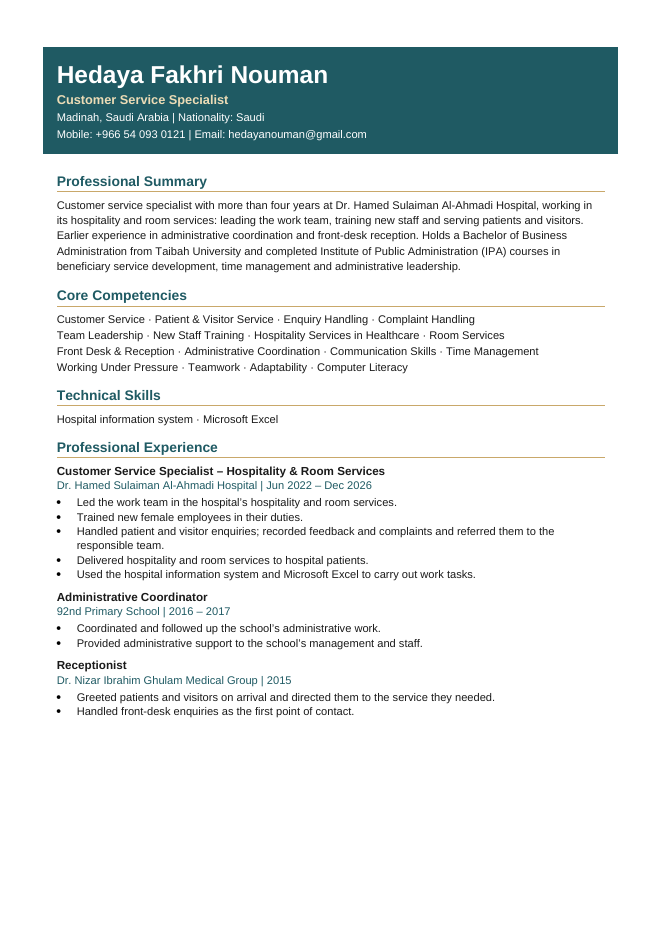 Hedaya Fakhri Nouman
Customer Service Specialist
Madinah, Saudi Arabia | Nationality: Saudi
Mobile: +966 54 093 0121 | Email: hedayanouman@gmail.com
Professional Summary
Customer service specialist with more than four years at Dr. Hamed Sulaiman Al-Ahmadi Hospital, working in
its hospitality and room services: leading the work team, training new staff and serving patients and visitors.
Earlier experience in administrative coordination and front-desk reception. Holds a Bachelor of Business
Administration from Taibah University and completed Institute of Public Administration (IPA) courses in
beneficiary service development, time management and administrative leadership.
Core Competencies
Customer Service · Patient & Visitor Service · Enquiry Handling · Complaint Handling
Team Leadership · New Staff Training · Hospitality Services in Healthcare · Room Services
Front Desk & Reception · Administrative Coordination · Communication Skills · Time Management
Working Under Pressure · Teamwork · Adaptability · Computer Literacy
Technical Skills
Hospital information system · Microsoft Excel
Professional Experience
Customer Service Specialist – Hospitality & Room Services
Dr. Hamed Sulaiman Al-Ahmadi Hospital | Jun 2022 – Dec 2026
• Led the work team in the hospital’s hospitality and room services.
• Trained new female employees in their duties.
• Handled patient and visitor enquiries; recorded feedback and complaints and referred them to the
responsible team.
• Delivered hospitality and room services to hospital patients.
• Used the hospital information system and Microsoft Excel to carry out work tasks.
Administrative Coordinator
92nd Primary School | 2016 – 2017
• Coordinated and followed up the school’s administrative work.
• Provided administrative support to the school’s management and staff.
Receptionist
Dr. Nizar Ibrahim Ghulam Medical Group | 2015
• Greeted patients and visitors on arrival and directed them to the service they needed.
• Handled front-desk enquiries as the first point of contact.